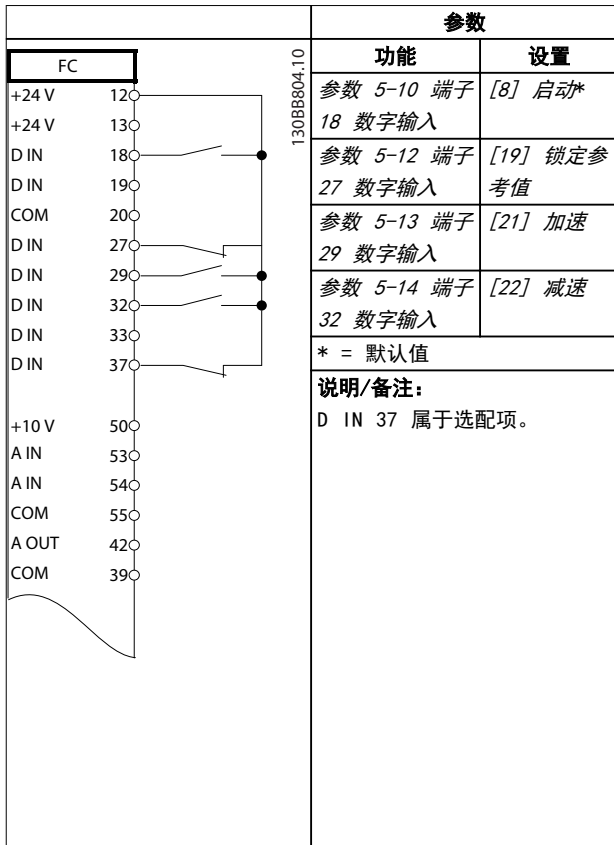 参数
功能 设置
参数 5-10 端子 [8] 启动*
18 数字输入
参数 5-12 端子 [19] 锁定参
27 数字输入 考值
参数 5-13 端子 [21] 加速
29 数字输入
参数 5-14 端子 [22] 减速
32 数字输入
* = 默认值
说明/备注:
D IN 37 属于选配项。
FC
+24 V 12
+24 V 13
D IN 18
D IN 19
COM 20
D IN 27
D IN 29
D IN 32
D IN 33
D IN 37
+10 V 50
A IN 53
A IN 54
COM 55
A OUT 42
COM 39
130BB804.10